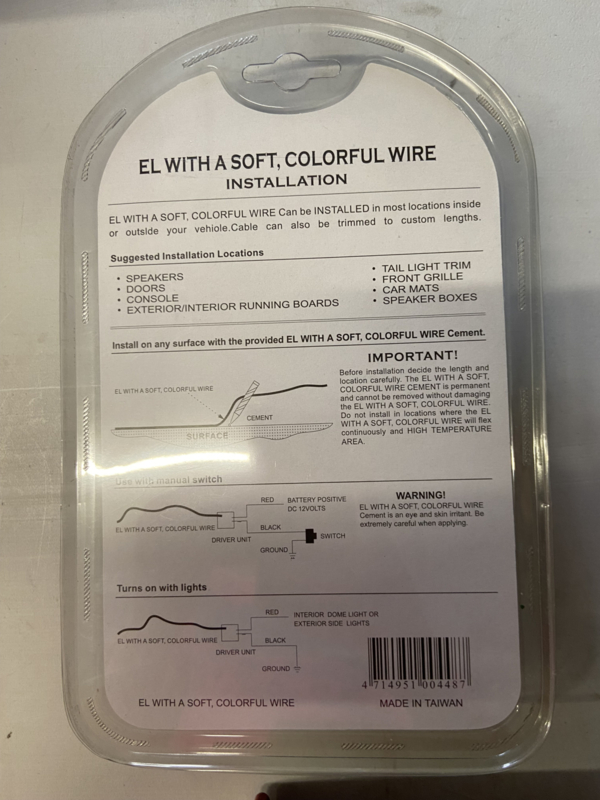 EL WITH A SOFT, COLORFUL WIRE
INSTALLATION
EL WITH A SOFT, COLORFUL WIRE Can be INSTALLED in most locations inside
or outside your vehiole.Cable can also be trimmed to custom lengths.
Suggested Installation Locations
• SPEAKERS
• DOORS
• CONSOLE
• EXTERIOR/INTERIOR RUNNING BOARDS
• TAIL LIGHT TRIM
• FRONT GRILLE
• CAR MATS
• SPEAKER BOXES
Install on any surface with the provided EL WITH A SOFT, COLORFUL WIRE Cement.
EL WITH A SOFT, COLORFUL WIRE
CEMENT
SURFACE
IMPORTANT!
Before installation decide the length and
location carefully. The EL WITH A SOFT,
COLORFUL WIRE CEMENT is permanent
and cannot be removed without damaging
the EL WITH A SOFT, COLORFUL WIRE.
Do not install in locations where the EL
WITH A SOFT, COLORFUL WIRE will flex
continuously and HIGH TEMPERATURE
AREA.
Use with manual switch
RED
BATTERY POSITIVE
DC 12VOLTS
EL WITH A SOFT, COLORFUL WIRE
BLACK
DRIVER UNIT
SWITCH
GROUND
WARNING!
EL WITH A SOFT, COLORFUL WIRE
Cement is an eye and skin irritant. Be
extremely careful when applying.
Turns on with lights
RED
INTERIOR DOME LIGHT OR
EXTERIOR SIDE LIGHTS
EL WITH A SOFT, COLORFUL WIRE
BLACK
DRIVER UNIT
GROUND
4 714951 004487
EL WITH A SOFT, COLORFUL WIRE
MADE IN TAIWAN